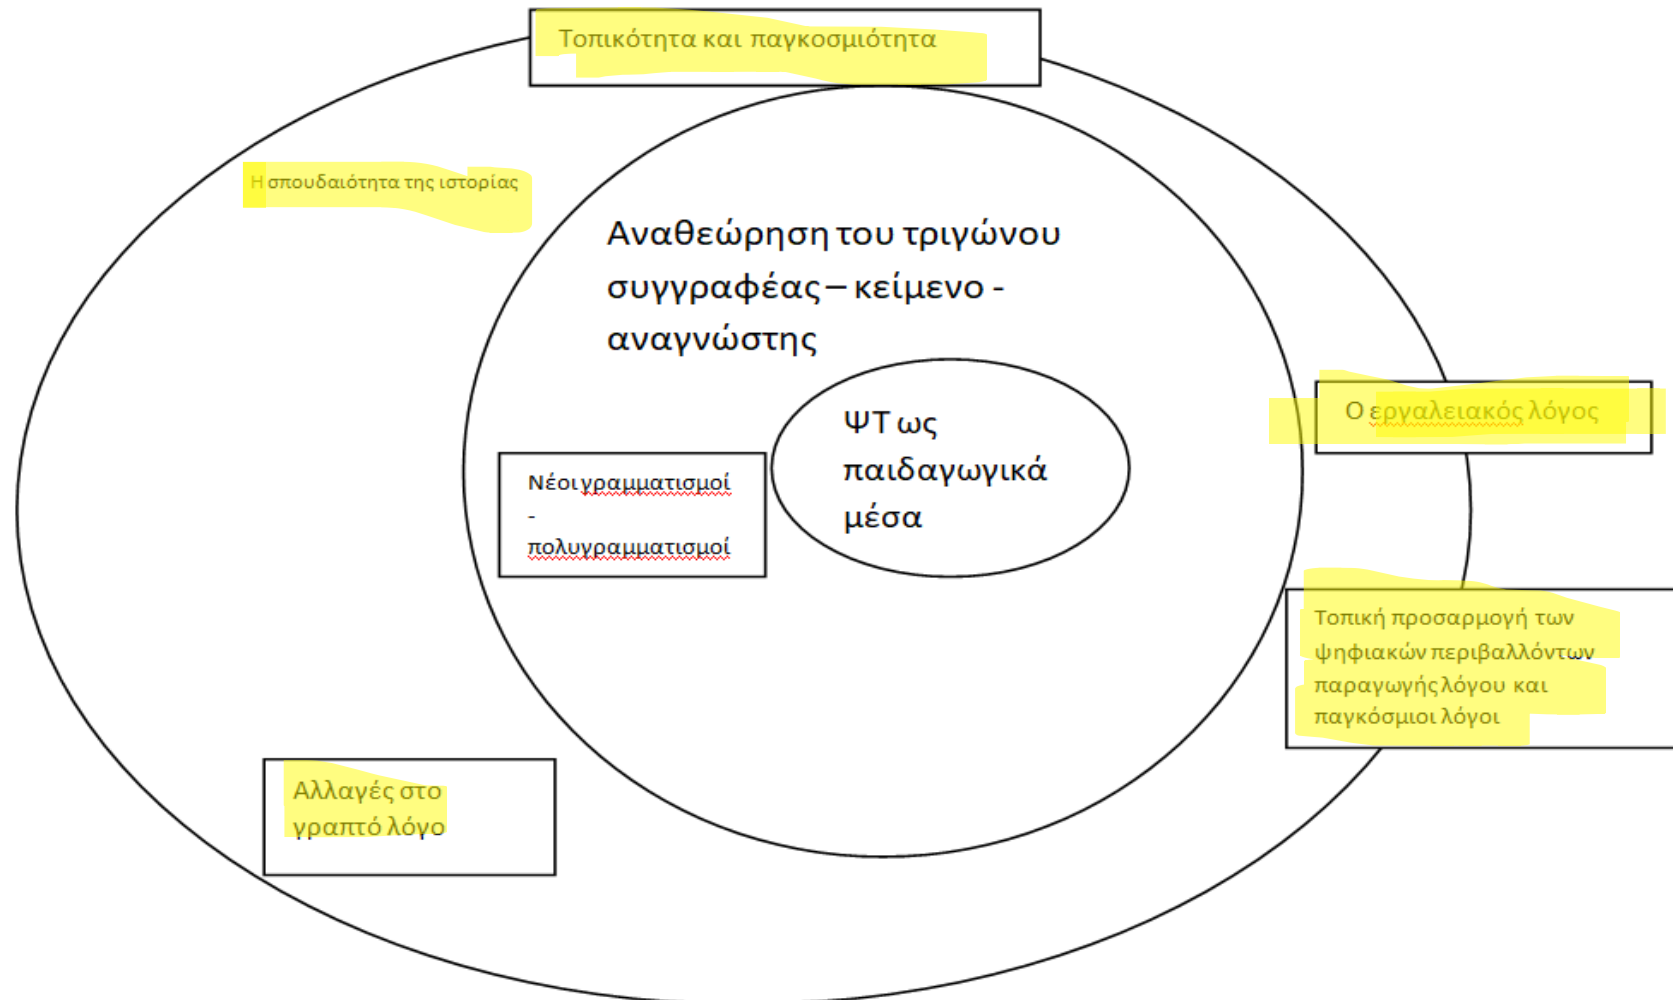 Τοπικότητα και παγκοσμιότητα
Η σπουδαιότητα της ιστορίας
Αναθεώρηση του τριγώνου
συγγραφέας – κείμενο -
αναγνώστης
Ο εργαλειακός λόγος
ΨΤ ως
παιδαγωγικά
μέσα
Νέοι γραμματισμοί
-
πολυγραμματισμοί
Τοπική προσαρμογή των
ψηφιακών περιβαλλόντων
παραγωγής λόγου και
παγκόσμιοι λόγοι
Αλλαγές στο
γραπτό λόγο